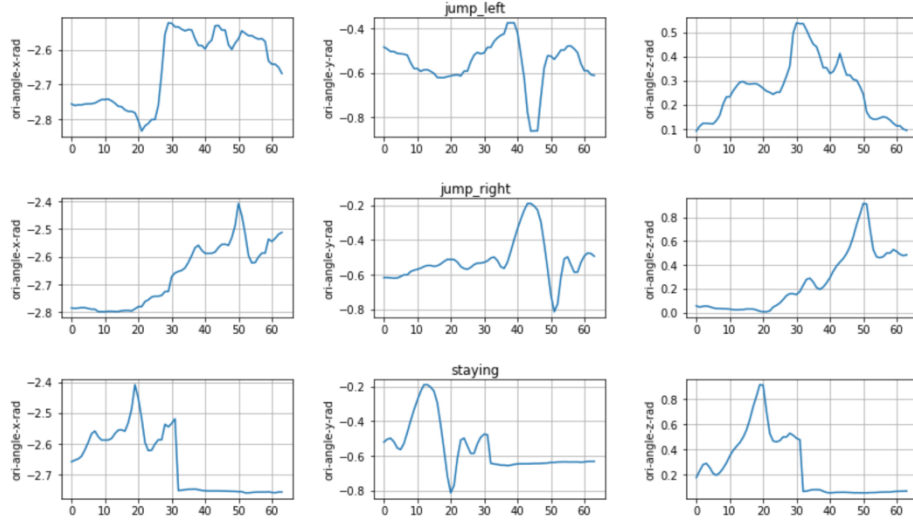 jump_left
ori-angle-x-rad
−2.6
−2.7
−2.8
0 10 20 30 40 50 60
ori-angle-y-rad
−0.4
−0.6
−0.8
0 10 20 30 40 50 60
ori-angle-z-rad
0.5
0.4
0.3
0.2
0.1
0 10 20 30 40 50 60
jump_right
ori-angle-x-rad
−2.4
−2.5
−2.6
−2.7
−2.8
0 10 20 30 40 50 60
ori-angle-y-rad
−0.2
−0.4
−0.6
−0.8
0 10 20 30 40 50 60
ori-angle-z-rad
0.8
0.6
0.4
0.2
0.0
0 10 20 30 40 50 60
staying
ori-angle-x-rad
−2.4
−2.5
−2.6
−2.7
0 10 20 30 40 50 60
ori-angle-y-rad
−0.2
−0.4
−0.6
−0.8
0 10 20 30 40 50 60
ori-angle-z-rad
0.8
0.6
0.4
0.2
0 10 20 30 40 50 60